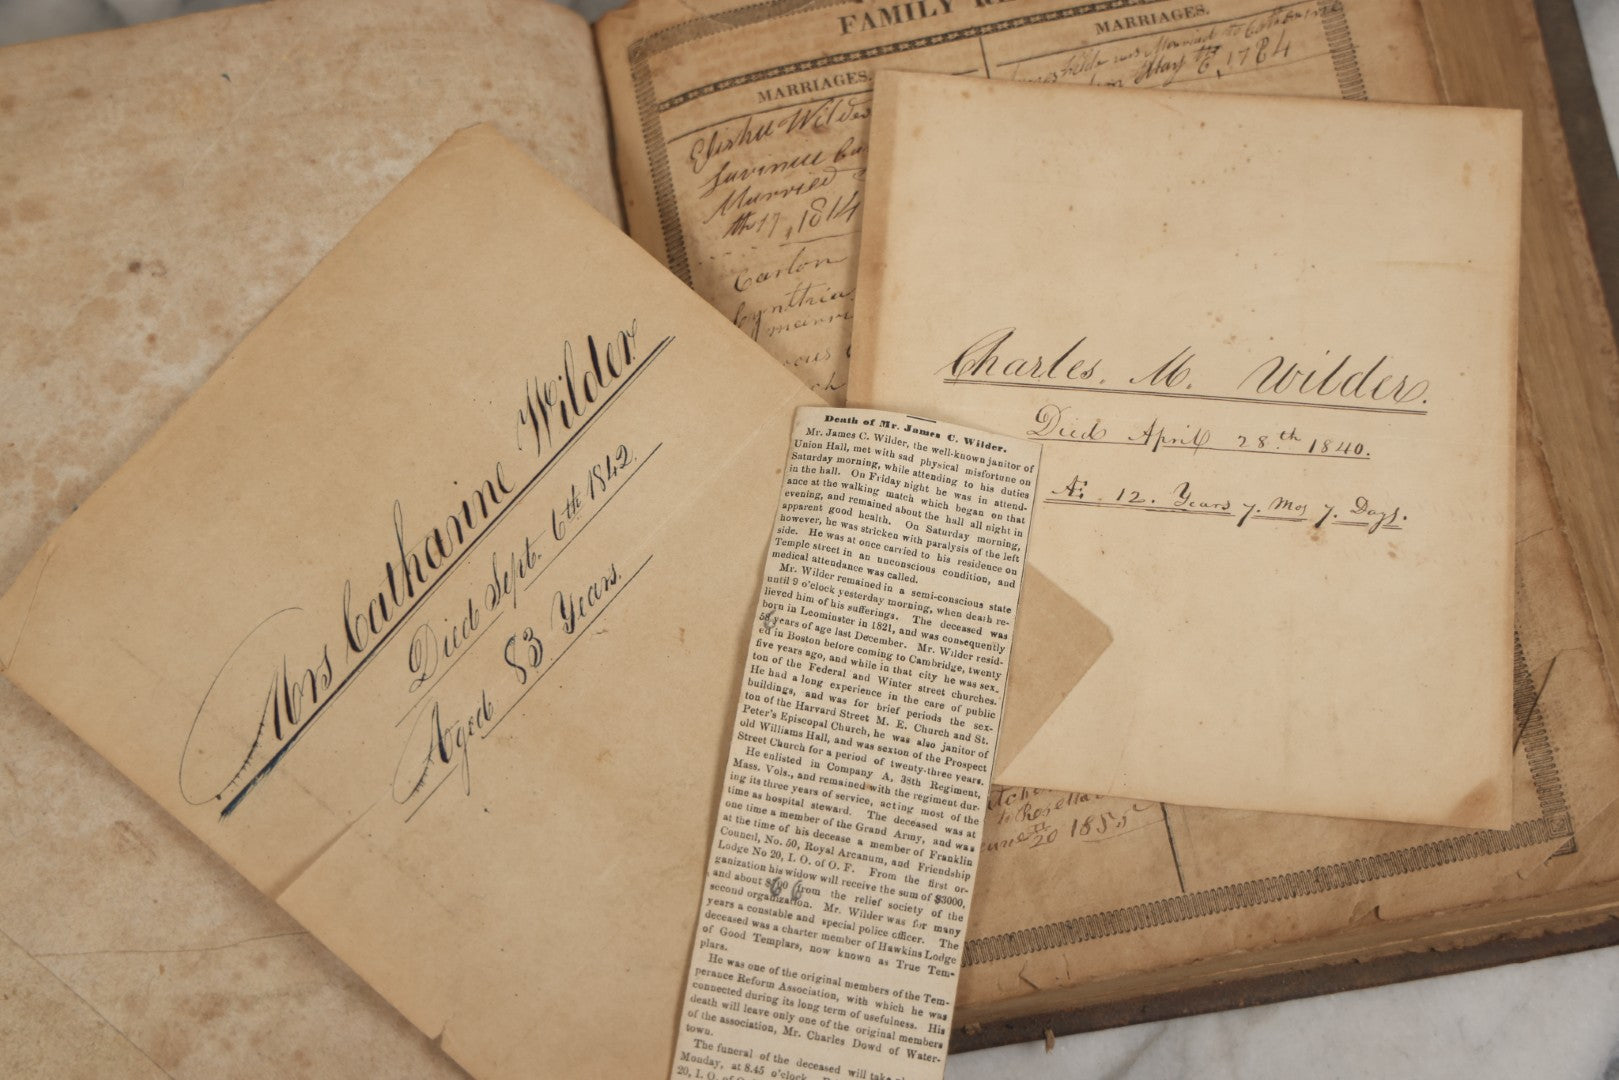 FAMILY
MARRIAGES.
Elishu Wilder
Married
th 17, 1814
Carlon
Cynthia
MARRIAGES.
was Married to
May th 6, 1784
20 1855
Mrs Catharine Wilder
Died Sept. 6th 1842.
Aged 83 Years.
Charles. M. Wilder.
Died April 28th 1840.
Æ. 12. Years 7. Mos 7. Days.
Death of Mr. James C. Wilder.
Mr. James C. Wilder, the well-known janitor of
Union Hall, met with sad physical misfortune on
Saturday morning, while attending to his duties
in the hall. On Friday night he was in attend-
ance at the walking match which began on that
evening, and remained about the hall all night in
apparent good health. On Saturday morning,
however, he was stricken with paralysis of the left
side. He was at once carried to his residence on
Temple street in an unconscious condition, and
medical attendance was called.
Mr. Wilder remained in a semi-conscious state
until 9 o'clock yesterday morning, when death re-
lieved him of his sufferings. The deceased was
born in Leominster in 1821, and was consequently
years of age last December. Mr. Wilder resid-
ed in Boston before coming to Cambridge, twenty
five years ago, and while in that city he was sex-
ton of the Federal and Winter street churches.
He had a long experience in the care of public
buildings, and was for brief periods the sex-
ton of the Harvard Street M. E. Church and St.
Peter's Episcopal Church, he was also janitor of
old Williams Hall, and was sexton of the Prospect
Street Church for a period of twenty-three years.
He enlisted in Company A, 38th Regiment,
Mass. Vols., and remained with the regiment dur-
ing its three years of service, acting most of the
time as hospital steward. The deceased was at
one time a member of the Grand Army, and was
at the time of his decease a member of Franklin
Council, No. 50, Royal Arcanum, and Friendship
Lodge No 20, I. O. of O. F. From the first or-
ganization his widow will receive the sum of $3000,
and about from the relief society of the
second organization. Mr. Wilder was for many
years a constable and special police officer. The
deceased was a charter member of Hawkins Lodge
of Good Templars, now known as True Tem-
plars.
He was one of the original members of the Tem-
perance Reform Association, with which he was
connected during its long term of usefulness. His
death will leave only one of the original members
of the association, Mr. Charles Dowd of Water-
town.
The funeral of the deceased will take
Monday, at 8.45 o'clock.
20, I. O.